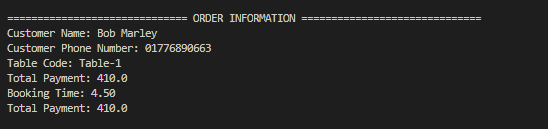 ============================== ORDER INFORMATION ==============================
Customer Name: Bob Marley
Customer Phone Number: 01776890663
Table Code: Table-1
Total Payment: 410.0
Booking Time: 4.50
Total Payment: 410.0